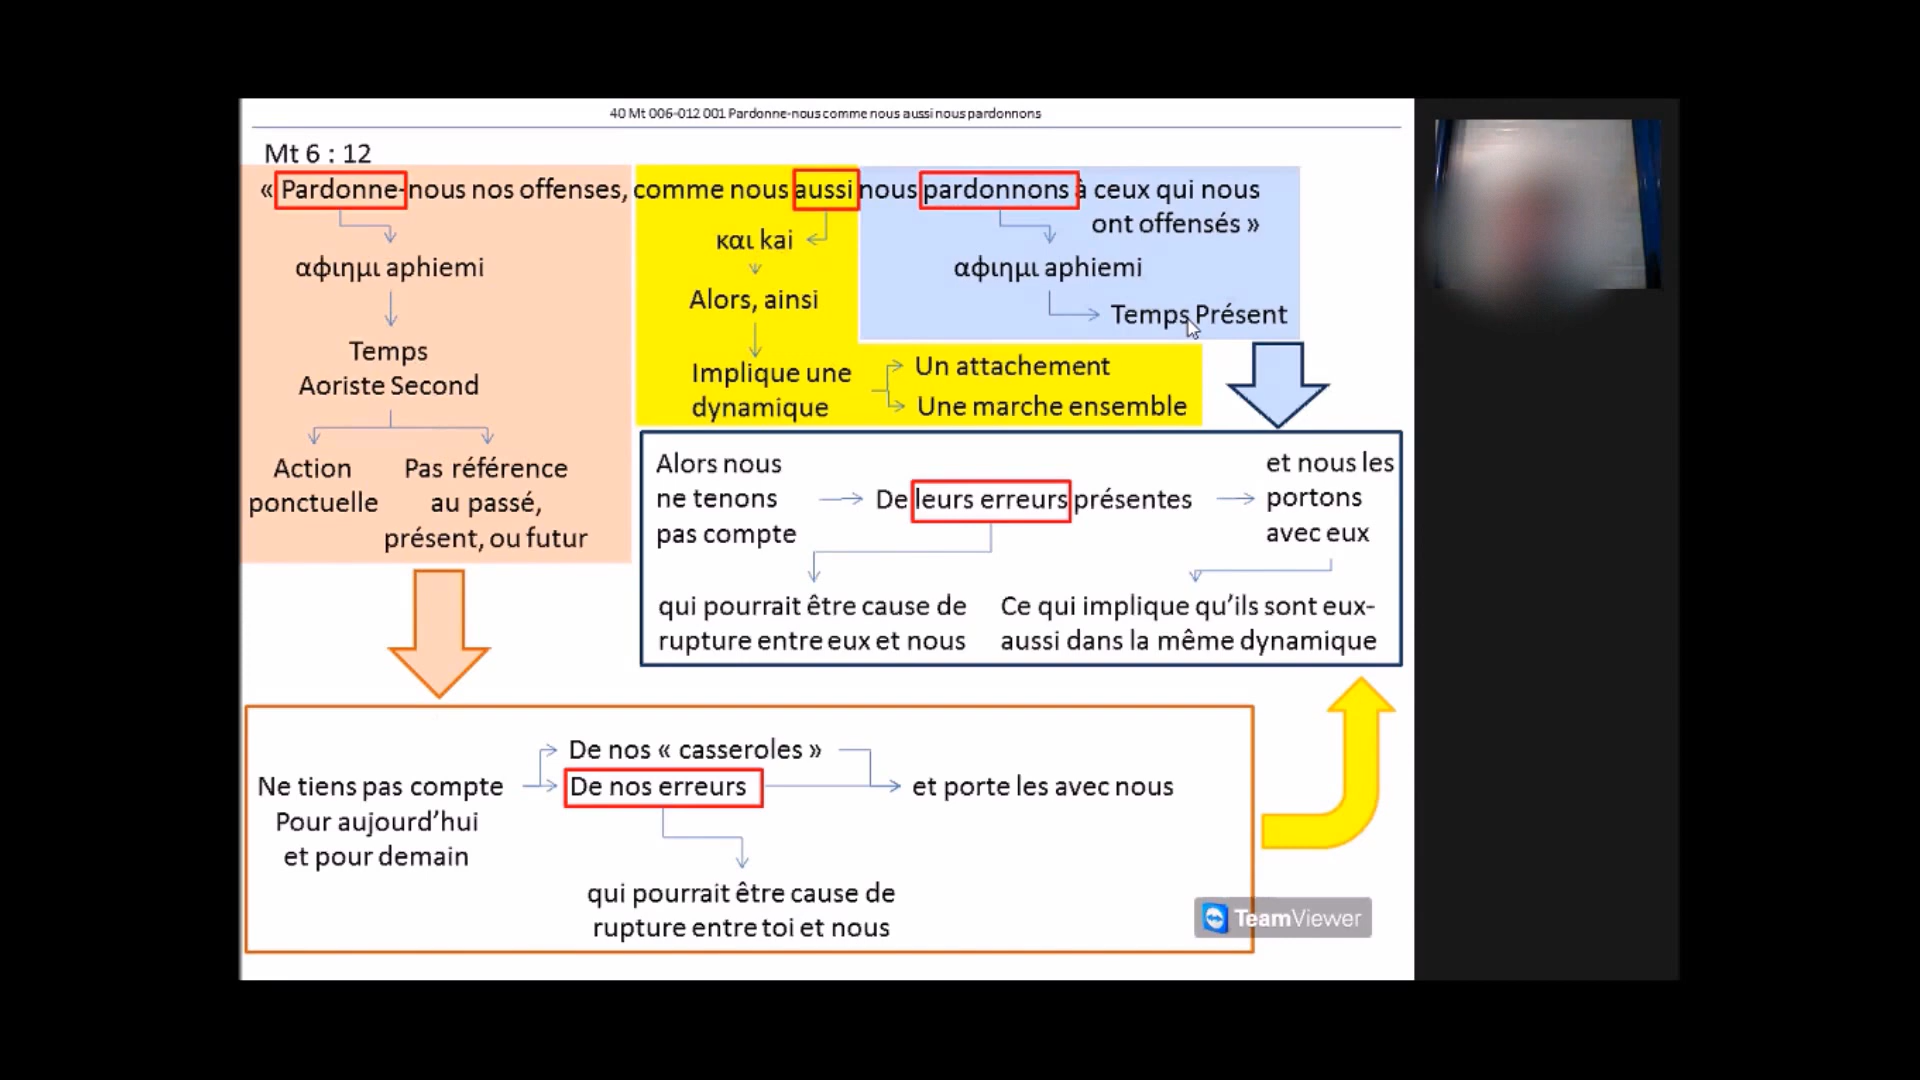 40 Mt 006-012 001 Pardonne-nous comme nous aussi nous pardonnons
Mt 6 : 12
« Pardonne-nous nos offenses, comme nous aussi nous pardonnons à ceux qui nous
ont offensés »
αφιημι aphiemi
Temps
Aoriste Second
Action
ponctuelle
Pas référence
au passé,
présent, ou futur
και kai
Alors, ainsi
Implique une
dynamique
Un attachement
Une marche ensemble
αφιημι aphiemi
Temps Présent
Alors nous
ne tenons
pas compte
De leurs erreurs présentes
et nous les
portons
avec eux
qui pourrait être cause de
rupture entre eux et nous
Ce qui implique qu’ils sont eux-
aussi dans la même dynamique
Ne tiens pas compte
Pour aujourd’hui
et pour demain
De nos « casseroles »
De nos erreurs
et porte les avec nous
qui pourrait être cause de
rupture entre toi et nous
TeamViewer